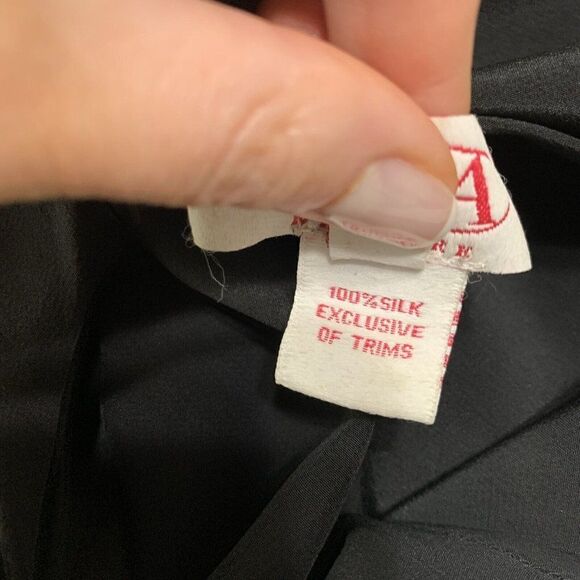 A
100%SILK
EXCLUSIVE
OF TRIMS